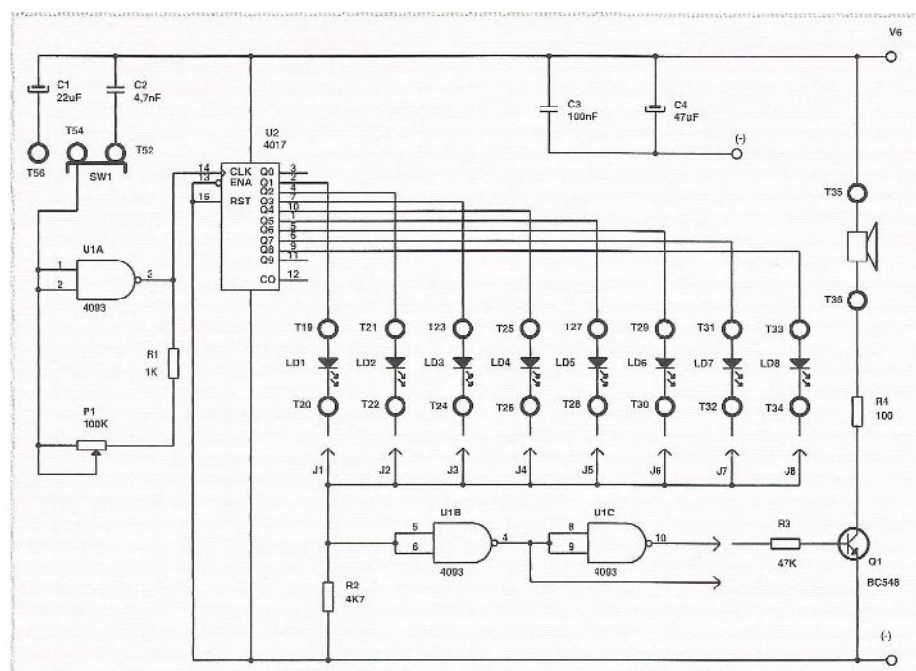 V6
C1
22uF
C2
4,7nF
C3
100nF
C4
47uF
(-)
T56
T54
T52
SW1
U2
4017
14
13
15
CLK
ENA
RST
Q0
Q1
Q2
Q3
Q4
Q5
Q6
Q7
Q8
Q9
CO
3
2
4
7
10
1
5
6
9
11
12
T35
T36
U1A
1
2
3
4093
R1
1K
P1
100K
T19
T21
T23
T25
T27
T29
T31
T33
LD1
LD2
LD3
LD4
LD5
LD6
LD7
LD8
T20
T22
T24
T26
T28
T30
T32
T34
R4
100
J1
J2
J3
J4
J5
J6
J7
J8
U1B
5
6
4
4093
U1C
8
9
10
4093
R3
47K
Q1
BC548
R2
4K7
(-)